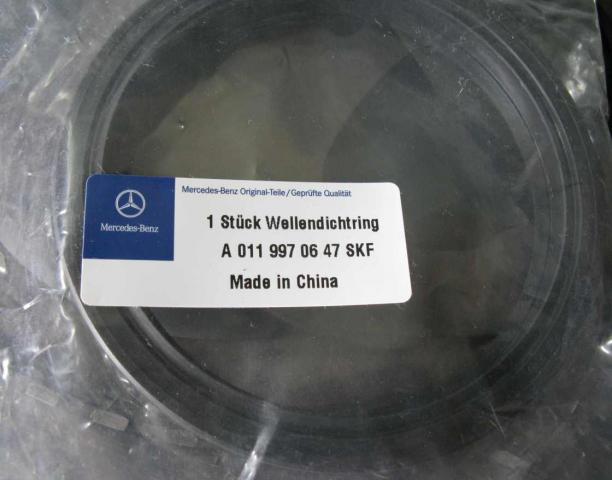 Mercedes-Benz Original-Teile/Geprüfte Qualität
Mercedes-Benz
1 Stück Wellendichtring
A 011 997 06 47 SKF
Made in China